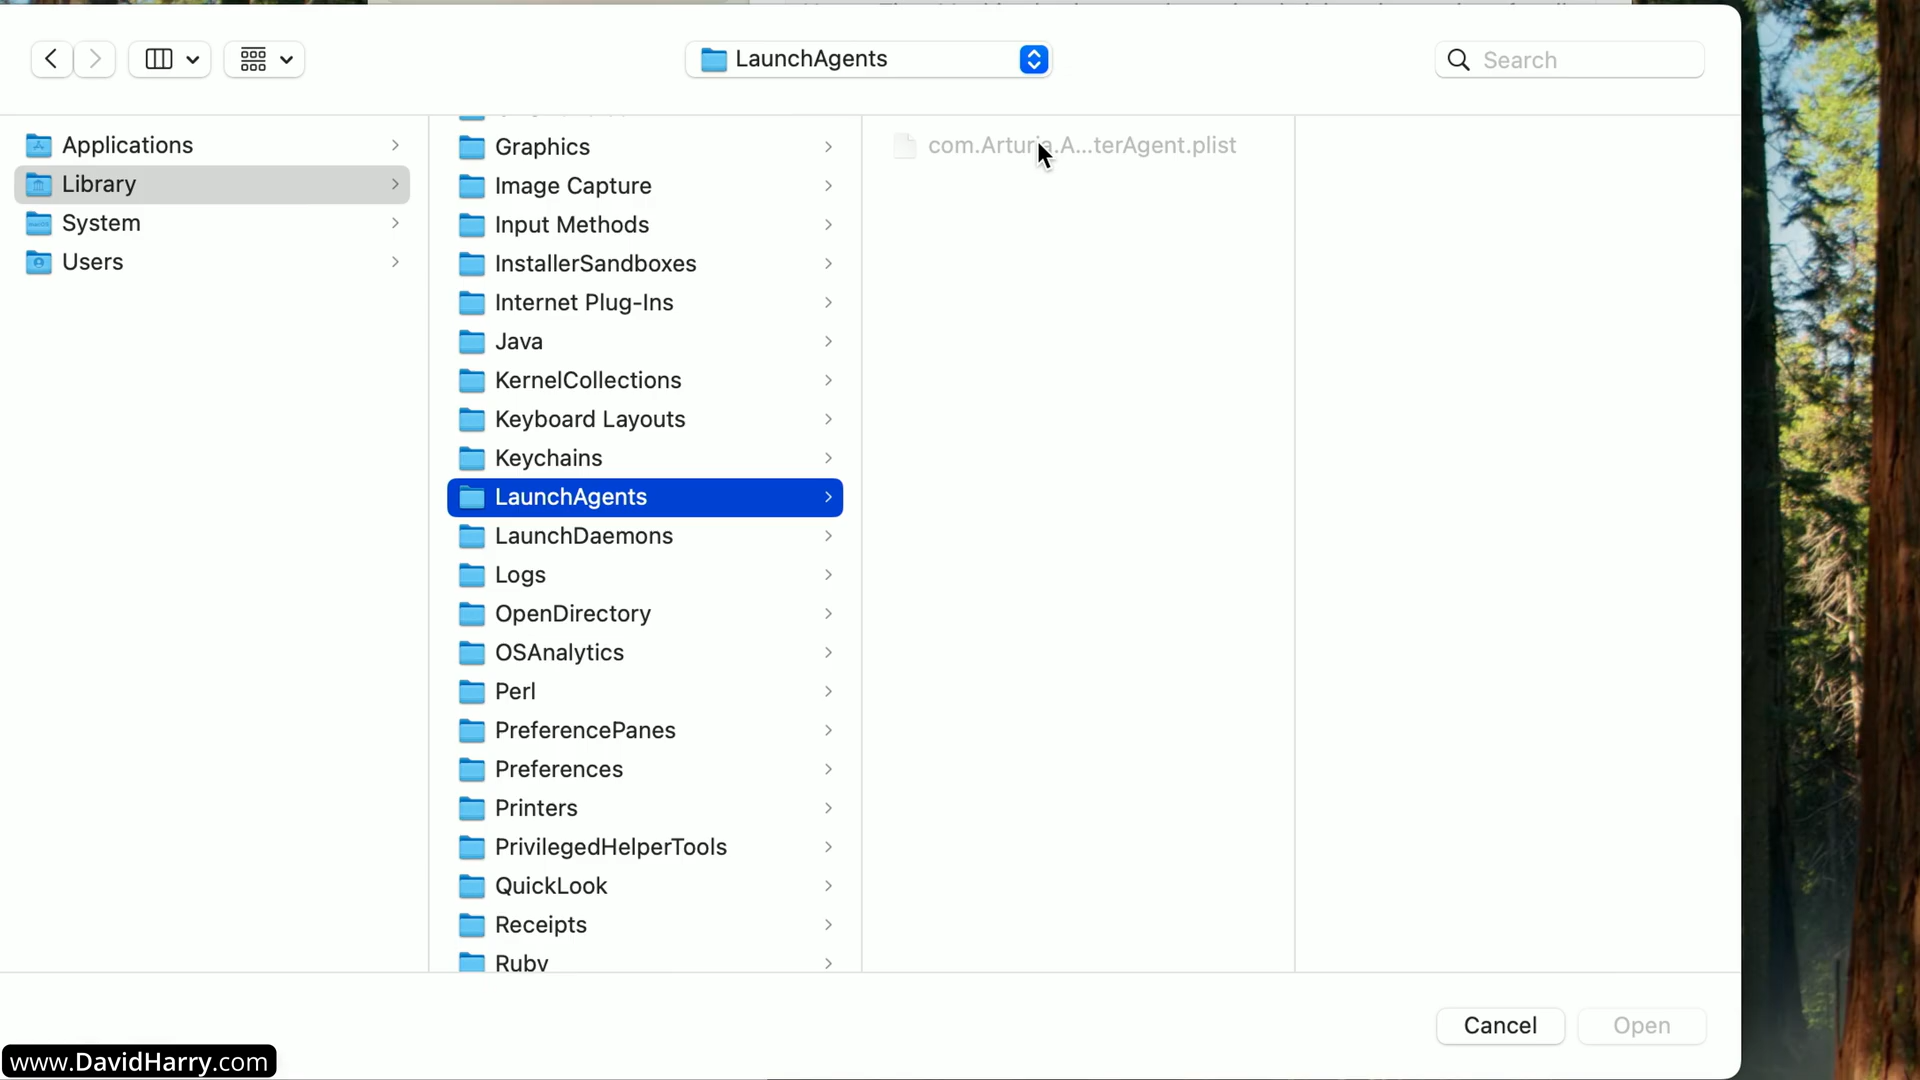 LaunchAgents
Search
Applications
Library
System
Users
Graphics
Image Capture
Input Methods
InstallerSandboxes
Internet Plug-Ins
Java
KernelCollections
Keyboard Layouts
Keychains
LaunchAgents
LaunchDaemons
Logs
OpenDirectory
OSAnalytics
Perl
PreferencePanes
Preferences
Printers
PrivilegedHelperTools
QuickLook
Receipts
Ruby
com.Arturia.A...terAgent.plist
Cancel
Open
www.DavidHarry.com